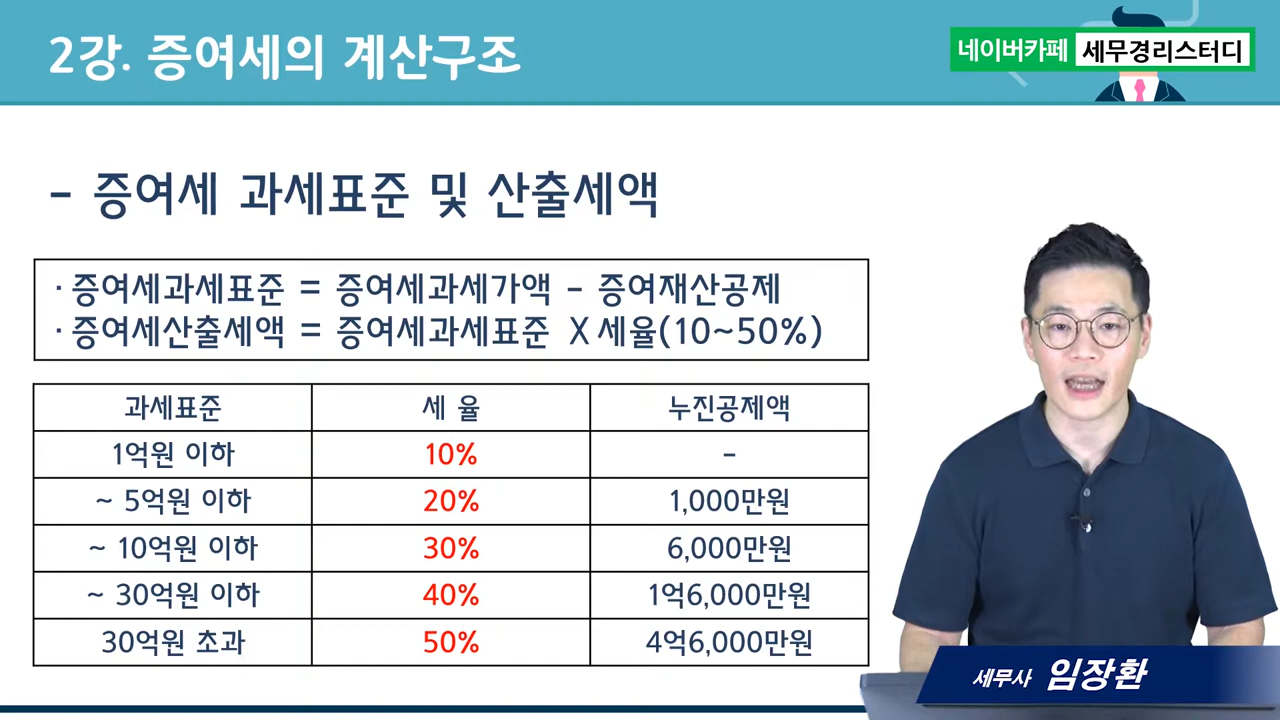 2강. 증여세의 계산구조
네이버카페 세무경리스터디
- 증여세 과세표준 및 산출세액
· 증여세과세표준 = 증여세과세가액 - 증여재산공제
· 증여세산출세액 = 증여세과세표준 X 세율(10~50%)
과세표준 세 율 누진공제액
1억원 이하 10% -
~ 5억원 이하 20% 1,000만원
~ 10억원 이하 30% 6,000만원
~ 30억원 이하 40% 1억6,000만원
30억원 초과 50% 4억6,000만원
세무사 임장환